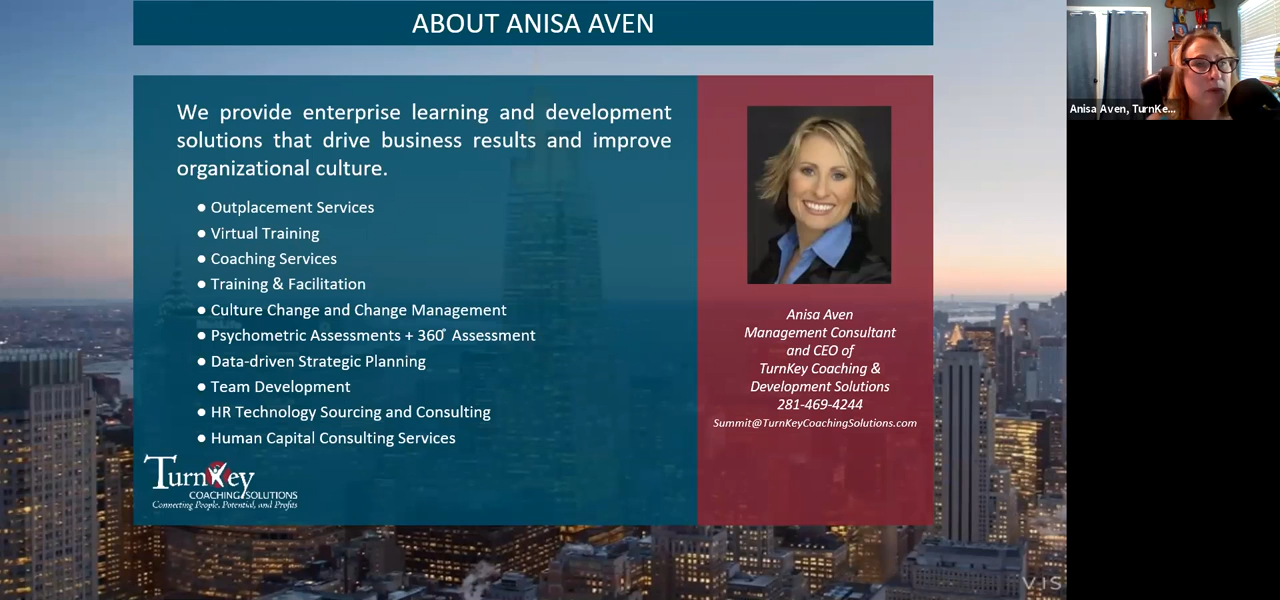 ABOUT ANISA AVEN
We provide enterprise learning and development
solutions that drive business results and improve
organizational culture.
● Outplacement Services
● Virtual Training
● Coaching Services
● Training & Facilitation
● Culture Change and Change Management
● Psychometric Assessments + 360° Assessment
● Data-driven Strategic Planning
● Team Development
● HR Technology Sourcing and Consulting
● Human Capital Consulting Services
TurnKey
COACHING SOLUTIONS
Connecting People, Potential, and Profits
Anisa Aven
Management Consultant
and CEO of
TurnKey Coaching &
Development Solutions
281-469-4244
Summit@TurnKeyCoachingSolutions.com
Anisa Aven, TurnKe...
VIS